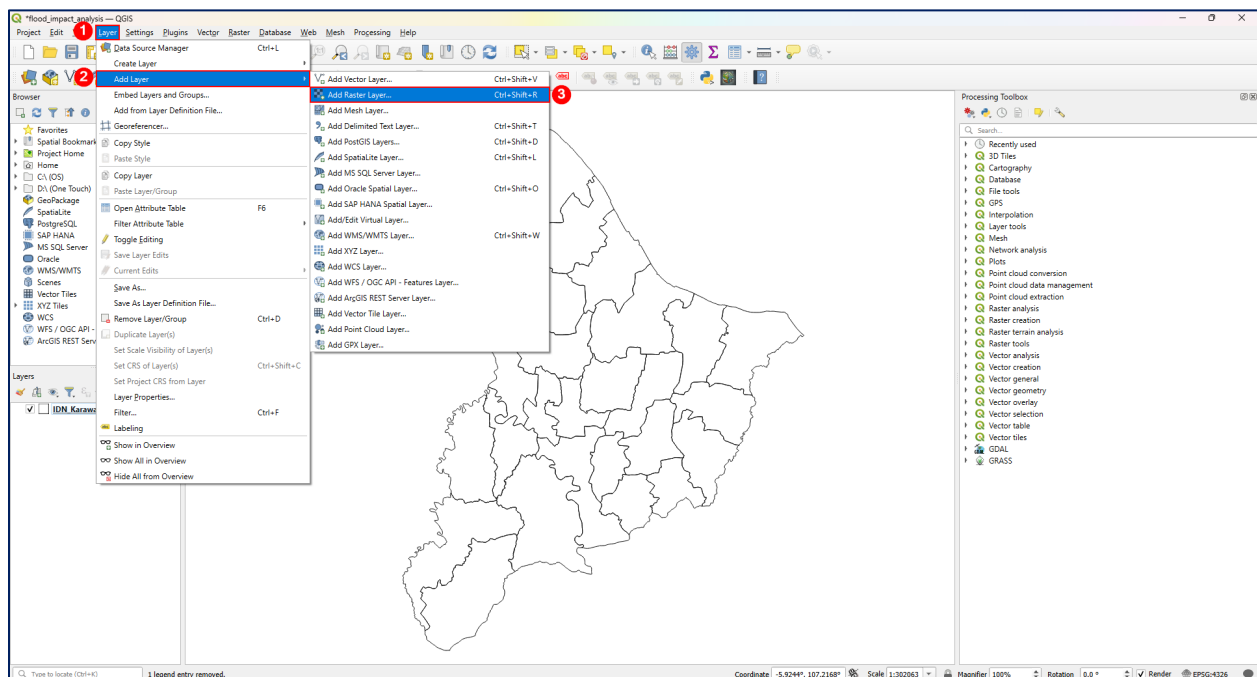 *flood_impact_analysis — QGIS
Project Edit Layer Settings Plugins Vector Raster Database Web Mesh Processing Help
1
Data Source Manager Ctrl+L
Create Layer
2
Add Layer
Embed Layers and Groups...
Add from Layer Definition File...
Georeferencer...
Copy Style
Paste Style
Copy Layer
Paste Layer/Group
Open Attribute Table F6
Filter Attribute Table
Toggle Editing
Save Layer Edits
Current Edits
Save As...
Save As Layer Definition File...
Remove Layer/Group Ctrl+D
Duplicate Layer(s)
Set Scale Visibility of Layer(s)
Set CRS of Layer(s) Ctrl+Shift+C
Set Project CRS from Layer
Layer Properties...
Filter... Ctrl+F
Labeling
Show in Overview
Show All in Overview
Hide All from Overview
Add Vector Layer... Ctrl+Shift+V
Add Raster Layer... Ctrl+Shift+R
3
Add Mesh Layer...
Add Delimited Text Layer... Ctrl+Shift+T
Add PostGIS Layers... Ctrl+Shift+D
Add SpatiaLite Layer... Ctrl+Shift+L
Add MS SQL Server Layer...
Add Oracle Spatial Layer... Ctrl+Shift+O
Add SAP HANA Spatial Layer...
Add/Edit Virtual Layer...
Add WMS/WMTS Layer... Ctrl+Shift+W
Add XYZ Layer...
Add WCS Layer...
Add WFS / OGC API - Features Layer...
Add ArcGIS REST Server Layer...
Add Vector Tile Layer...
Add Point Cloud Layer...
Add GPX Layer...
Browser
Favorites
Spatial Bookmark
Project Home
Home
C:\ (OS)
D:\ (One Touch)
GeoPackage
SpatiaLite
PostgreSQL
SAP HANA
MS SQL Server
Oracle
WMS/WMTS
Scenes
Vector Tiles
XYZ Tiles
WCS
WFS / OGC API -
ArcGIS REST Serv
Layers
IDN_Karawa
Processing Toolbox
Search...
Recently used
3D Tiles
Cartography
Database
File tools
GPS
Interpolation
Layer tools
Mesh
Network analysis
Plots
Point cloud conversion
Point cloud data management
Point cloud extraction
Raster analysis
Raster creation
Raster terrain analysis
Raster tools
Vector analysis
Vector creation
Vector general
Vector geometry
Vector overlay
Vector selection
Vector table
Vector tiles
GDAL
GRASS
Type to locate (Ctrl+K) 1 legend entry removed. Coordinate -5.9244°, 107.2168° Scale 1:302063 Magnifier 100% Rotation 0.0 ° Render EPSG:4326